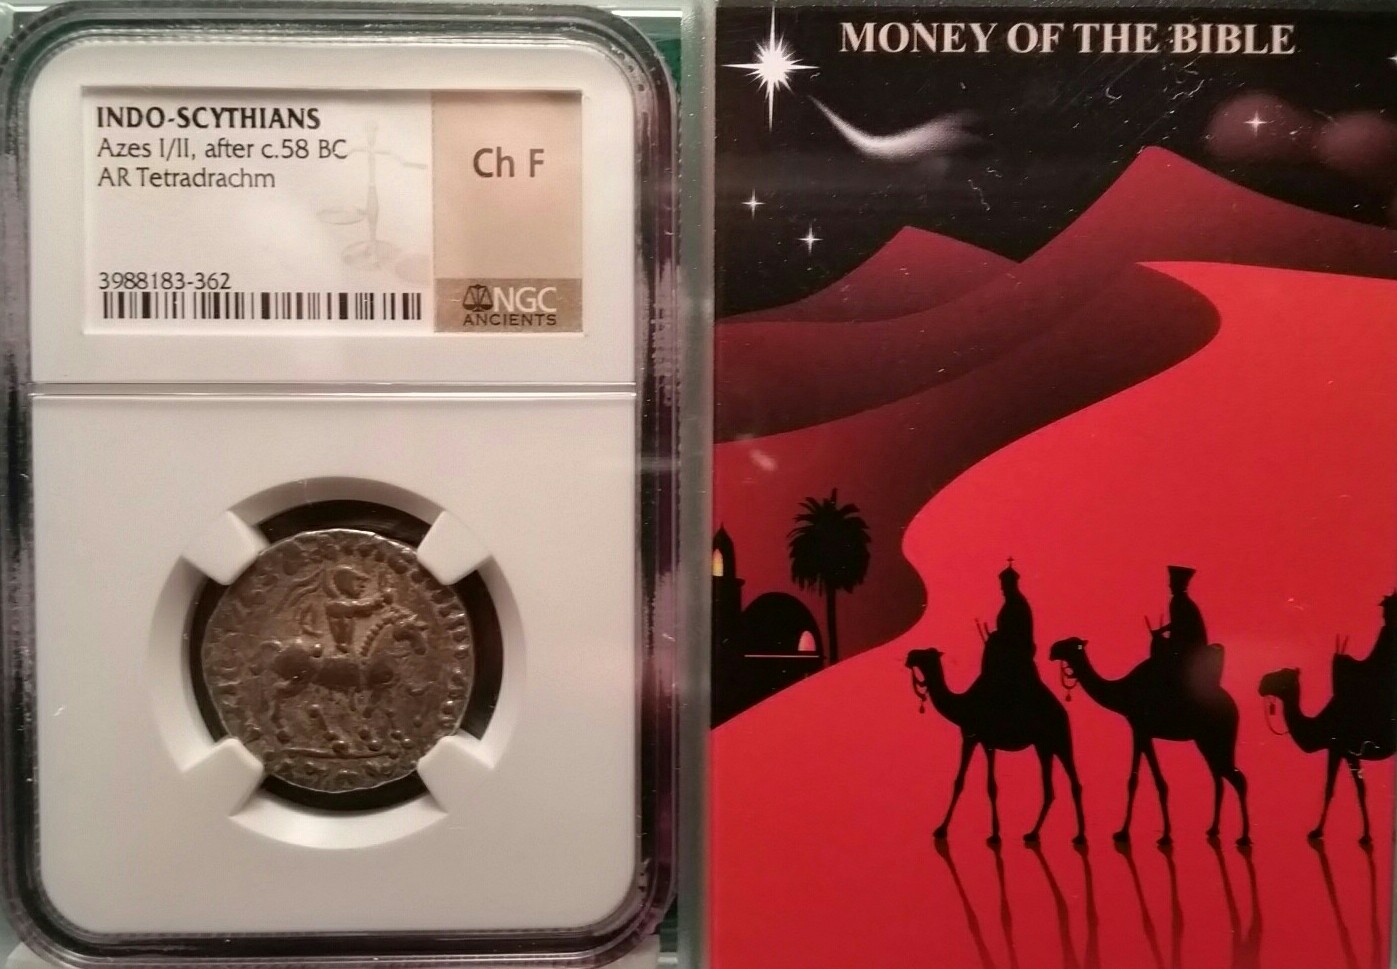 INDO-SCYTHIANS
Azes I/II, after c.58 BC
AR Tetradrachm
3988183-362
Ch F
NGC
ANCIENTS
MONEY OF THE BIBLE